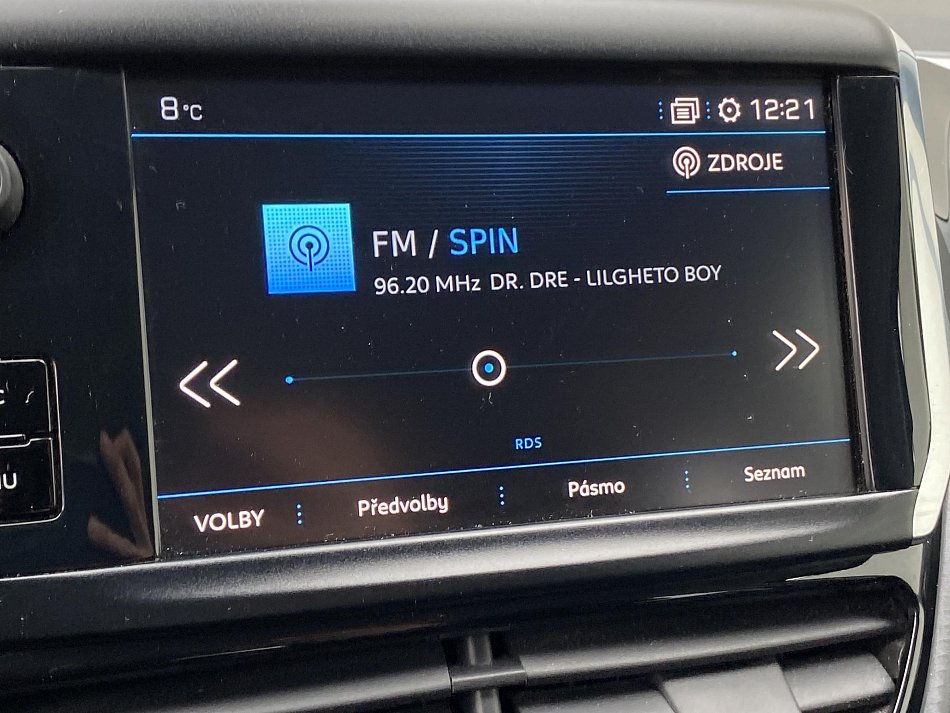 8°C 12:21
ZDROJE
FM / SPIN
96.20 MHz DR. DRE - LILGHETO BOY
RDS
VOLBY Předvolby Pásmo Seznam